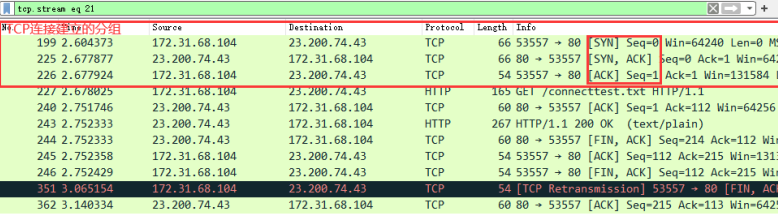 tcp.stream eq 21
TCP连接建立的分组
No. Time Source Destination Protocol Length Info
199 2.604373 172.31.68.104 23.200.74.43 TCP 66 53557 → 80 [SYN] Seq=0 Win=64240 Len=0 MS
225 2.677877 23.200.74.43 172.31.68.104 TCP 66 80 → 53557 [SYN, ACK] Seq=0 Ack=1 Win=642
226 2.677924 172.31.68.104 23.200.74.43 TCP 54 53557 → 80 [ACK] Seq=1 Ack=1 Win=131584
227 2.678025 172.31.68.104 23.200.74.43 HTTP 165 GET /connecttest.txt HTTP/1.1
240 2.751746 23.200.74.43 172.31.68.104 TCP 60 80 → 53557 [ACK] Seq=1 Ack=112 Win=64256
243 2.752333 23.200.74.43 172.31.68.104 HTTP 267 HTTP/1.1 200 OK (text/plain)
244 2.752333 23.200.74.43 172.31.68.104 TCP 60 80 → 53557 [FIN, ACK] Seq=214 Ack=112
245 2.752358 172.31.68.104 23.200.74.43 TCP 54 53557 → 80 [ACK] Seq=112 Ack=215 Win=1313
246 2.752429 172.31.68.104 23.200.74.43 TCP 54 53557 → 80 [FIN, ACK] Seq=112 Ack=215
351 3.065154 172.31.68.104 23.200.74.43 TCP 54 [TCP Retransmission] 53557 → 80 [FIN, AC
362 3.140334 23.200.74.43 172.31.68.104 TCP 60 80 → 53557 [ACK] Seq=215 Ack=113 Win=6425